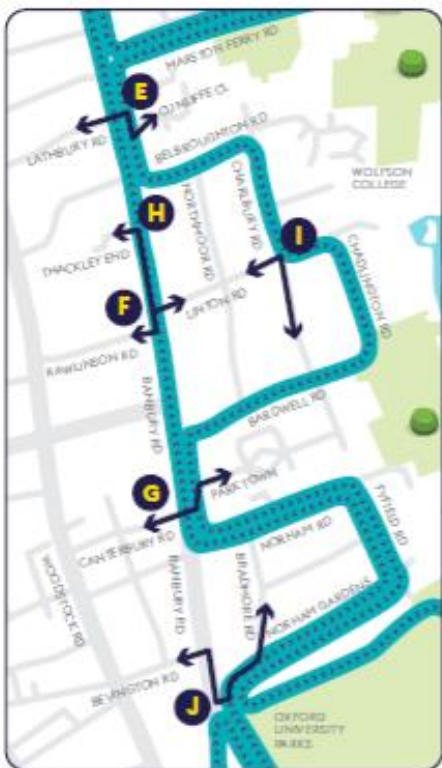 MARSTON FERRY RD
E
CUNLIFFE CL
LATHBURY RD
BELBROUGHTON RD
WOLFSON
COLLEGE
CHARLBURY RD
NORTHMOOR RD
H
I
THACKLEY END
CHADLINGTON RD
F
LINTON RD
RAWLINSON RD
BANBURY RD
BARDWELL RD
G
PARK TOWN
FYFIELD RD
CANTERBURY RD
NORHAM RD
WOODSTOCK RD
BANBURY RD
BRADMORE RD
NORHAM GARDENS
BEVINGTON RD
J
OXFORD
UNIVERSITY
PARKS